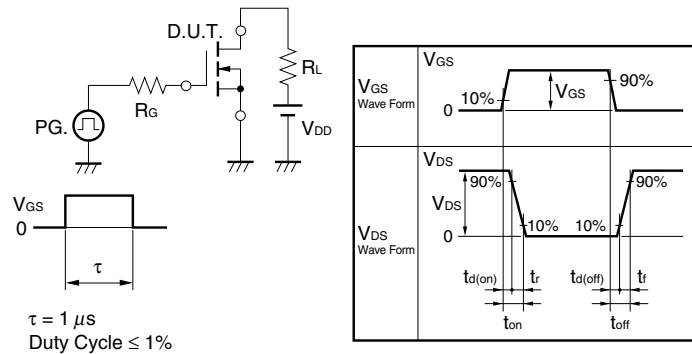 D.U.T.
RL
RG
PG.
VDD
VGS
0
τ
τ = 1 μs
Duty Cycle ≤ 1%
VGS
Wave Form
VGS
10%
VGS
90%
0
VDS
Wave Form
VDS
90%
VDS
10%
10%
90%
0
td(on)
tr
td(off)
tf
ton
toff